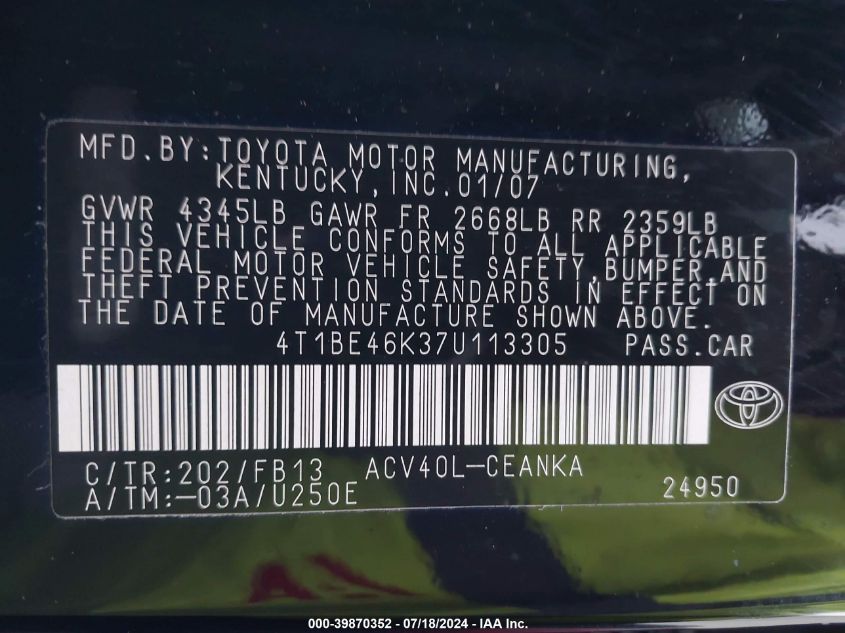 MFD.BY:TOYOTA MOTOR MANUFACTURING,
KENTUCKY,INC.01/07
GVWR 4345LB GAWR FR 2668LB RR 2359LB
THIS VEHICLE CONFORMS TO ALL APPLICABLE
FEDERAL MOTOR VEHICLE SAFETY,BUMPER,AND
THEFT PREVENTION STANDARDS IN EFFECT ON
THE DATE OF MANUFACTURE SHOWN ABOVE.
4T1BE46K37U113305 PASS.CAR
C/TR:202/FB13 ACV40L-CEANKA
A/TM:-03A/U250E 24950
000-39870352 - 07/18/2024 - IAA Inc.